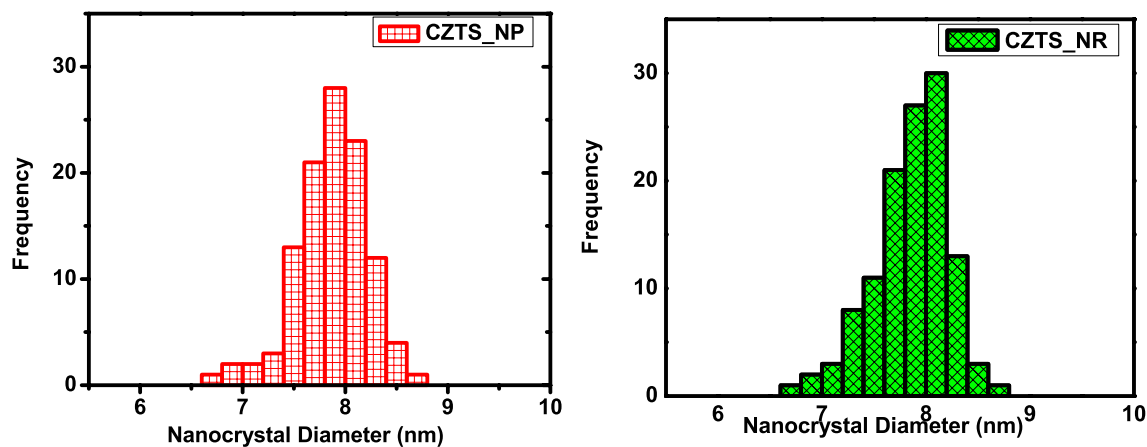 CZTS_NP
30
20
10
0
Frequency
6 7 8 9 10
Nanocrystal Diameter (nm)
CZTS_NR
30
20
10
0
Frequency
6 7 8 9 10
Nanocrystal Diameter (nm)